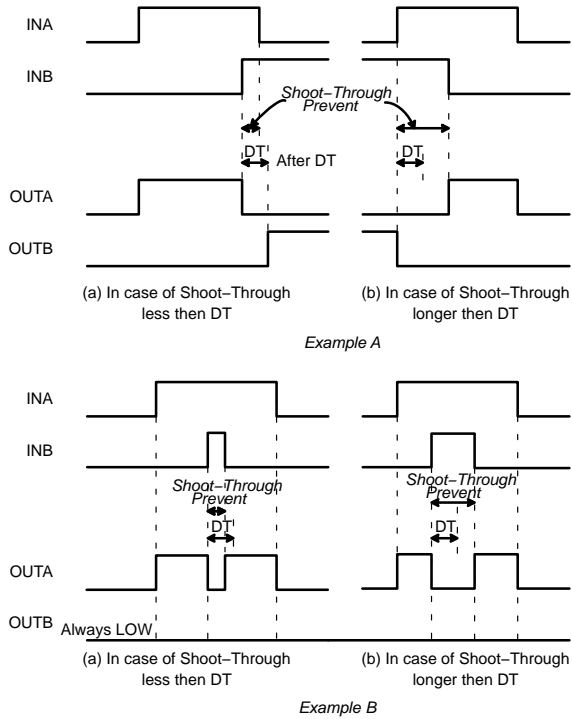 INA
INB
Shoot−Through
Prevent
DT
After DT
DT
OUTA
OUTB
(a) In case of Shoot−Through
less then DT
(b) In case of Shoot−Through
longer then DT
Example A
INA
INB
Shoot−Through
Prevent
DT
Shoot−Through
Prevent
DT
OUTA
OUTB
Always LOW
(a) In case of Shoot−Through
less then DT
(b) In case of Shoot−Through
longer then DT
Example B